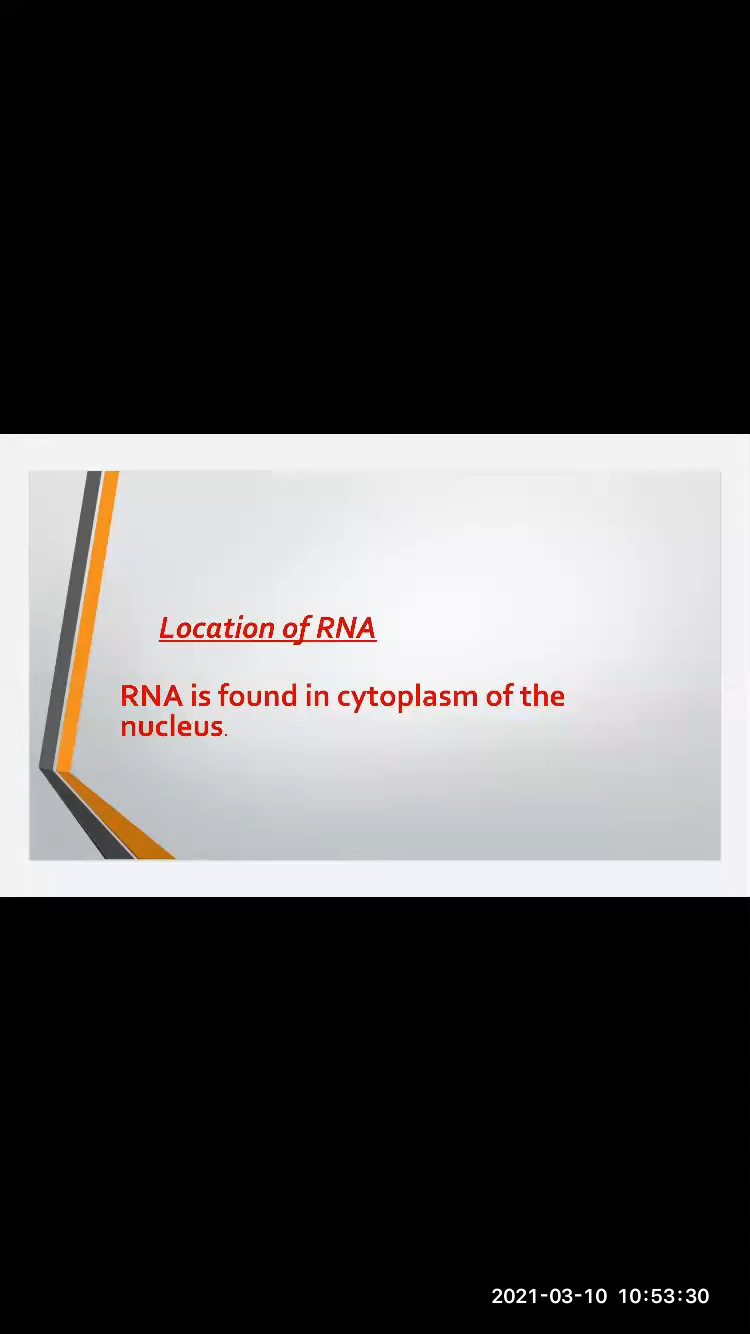 Location of RNA
RNA is found in cytoplasm of the
nucleus.
2021-03-10 10:53:30